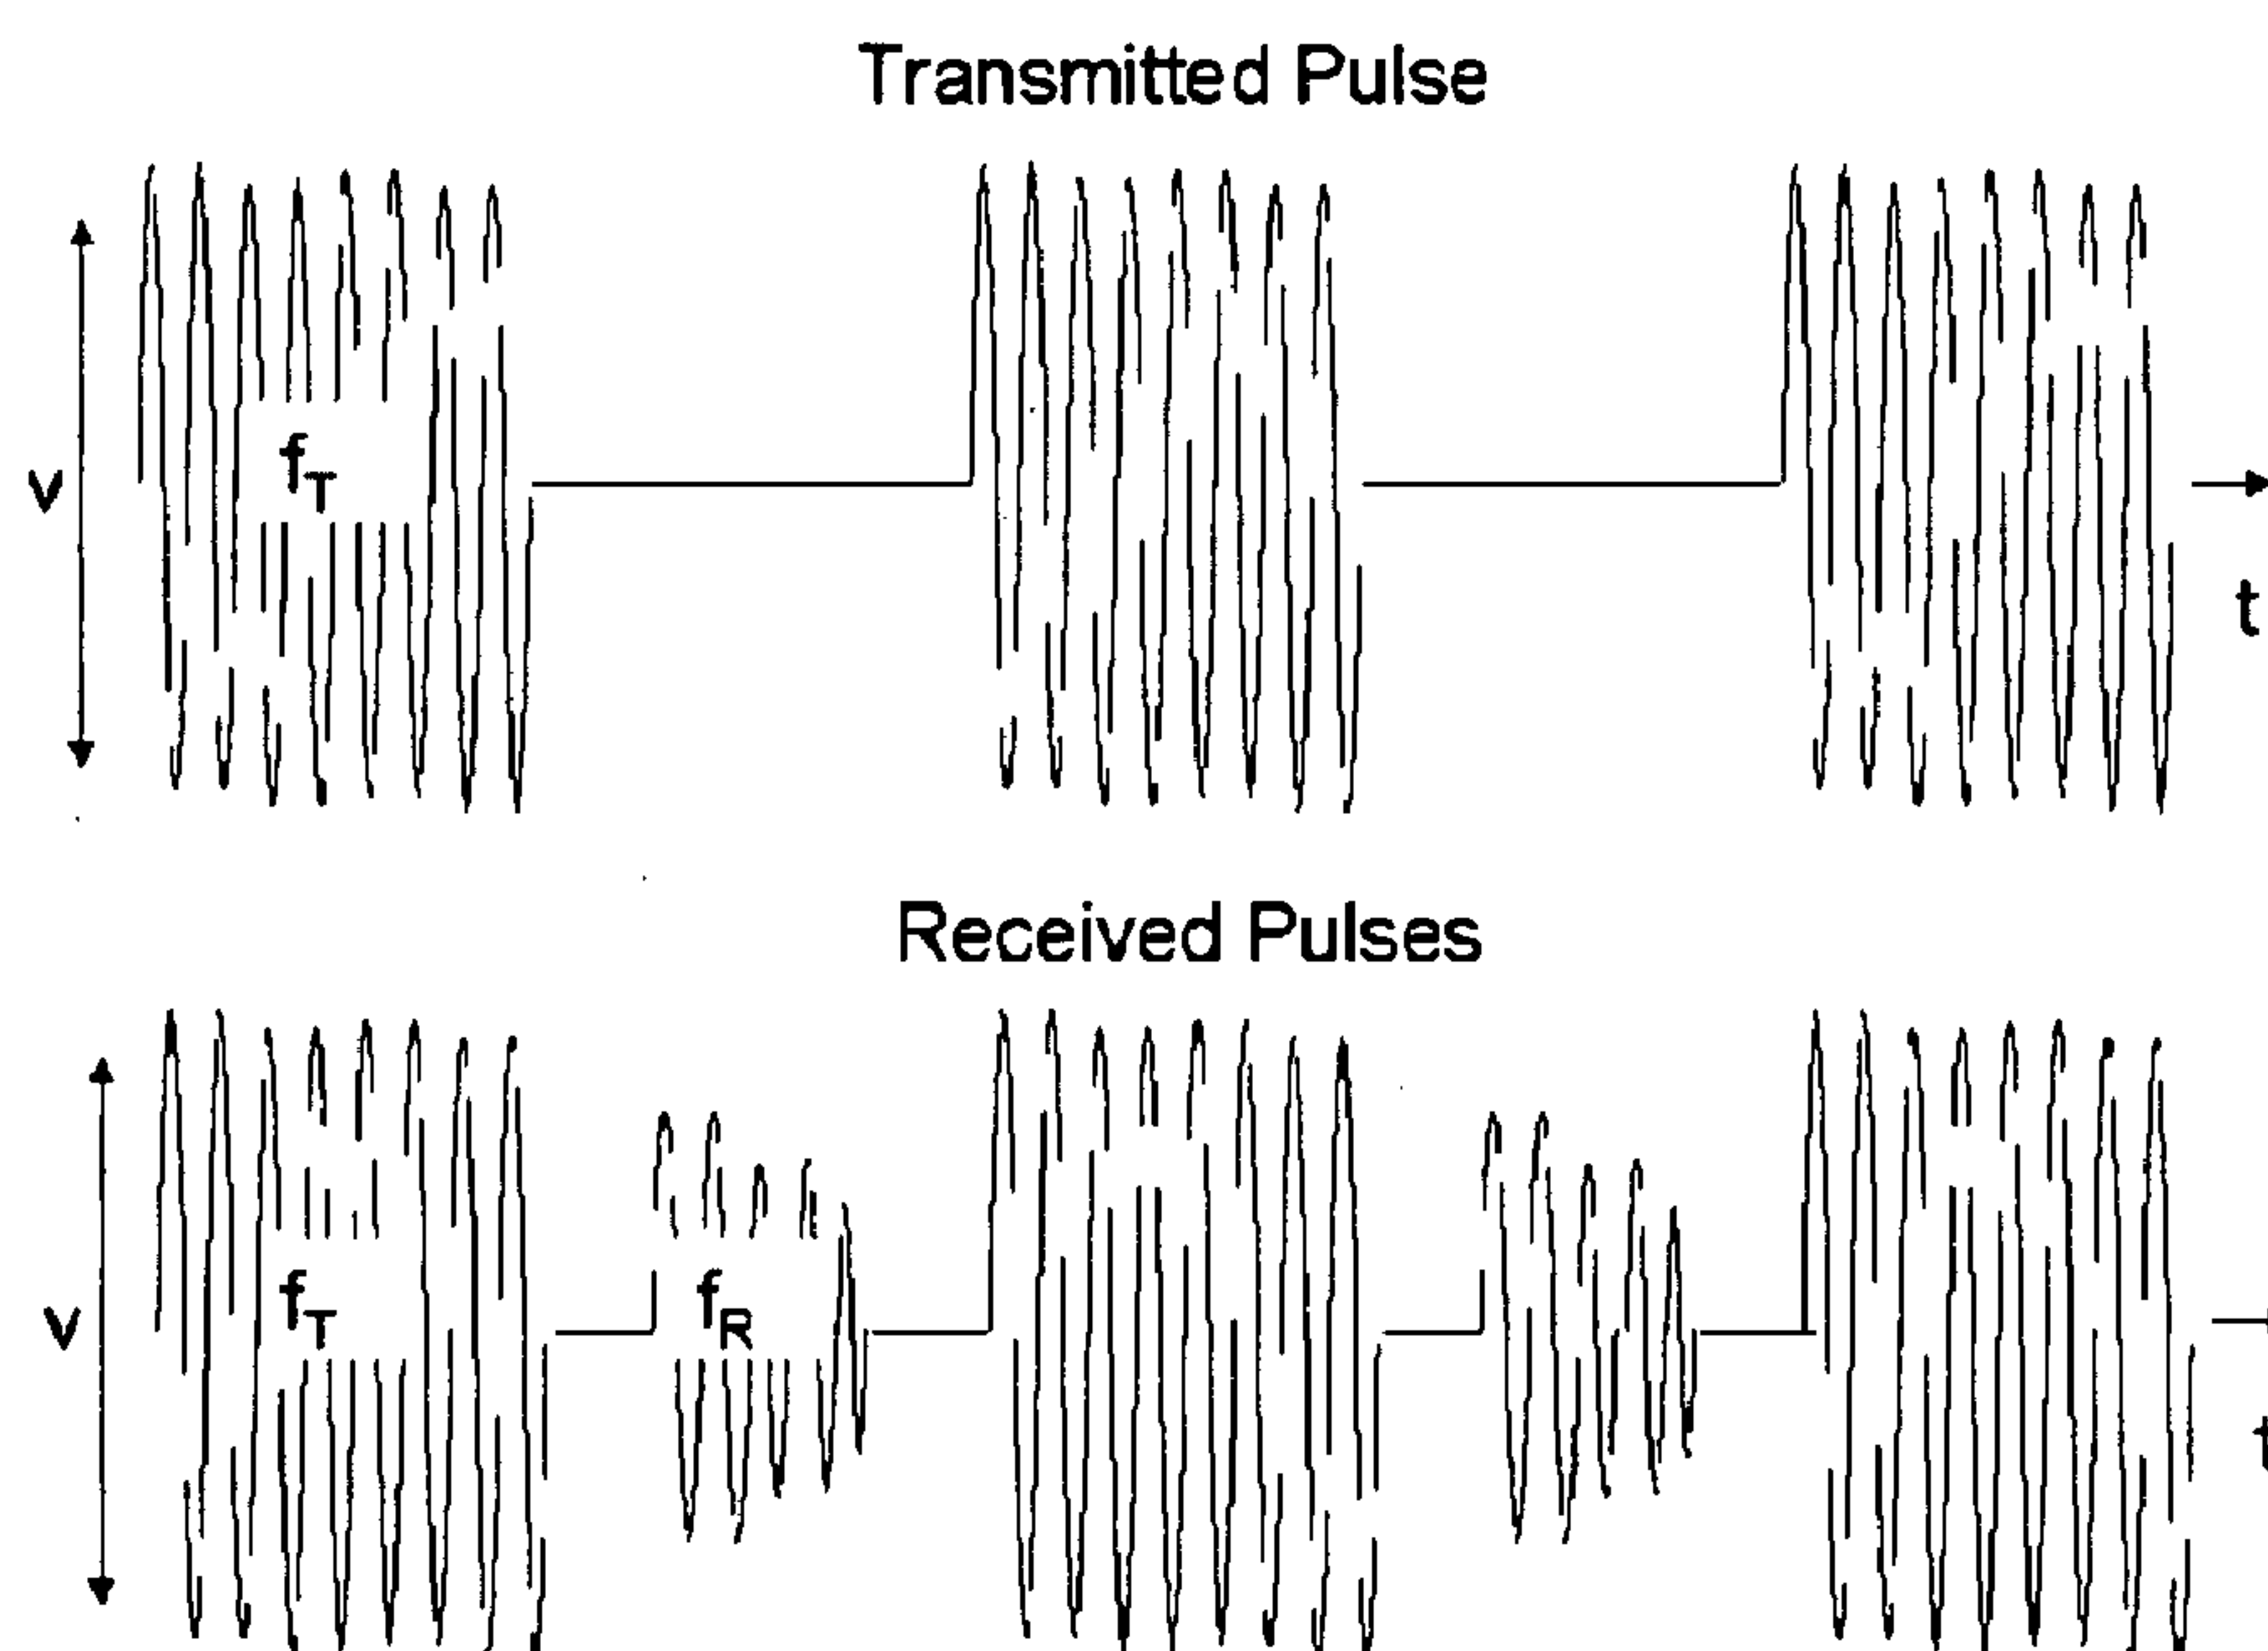 Transmitted Pulse
f_T
v
t
Received Pulses
f_T
f_R
v
t